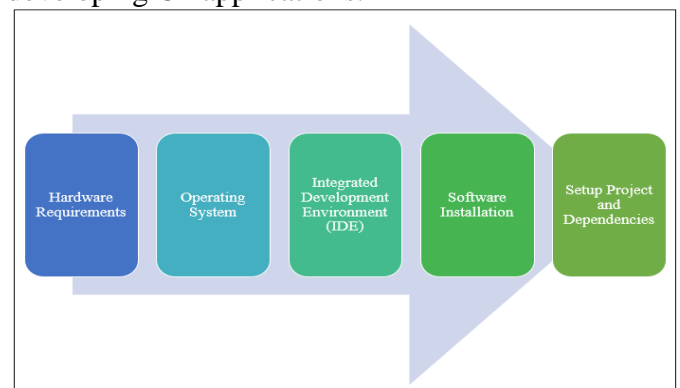 Hardware
Requirements
Operating
System
Integrated
Development
Environment
(IDE)
Software
Installation
Setup Project
and
Dependencies